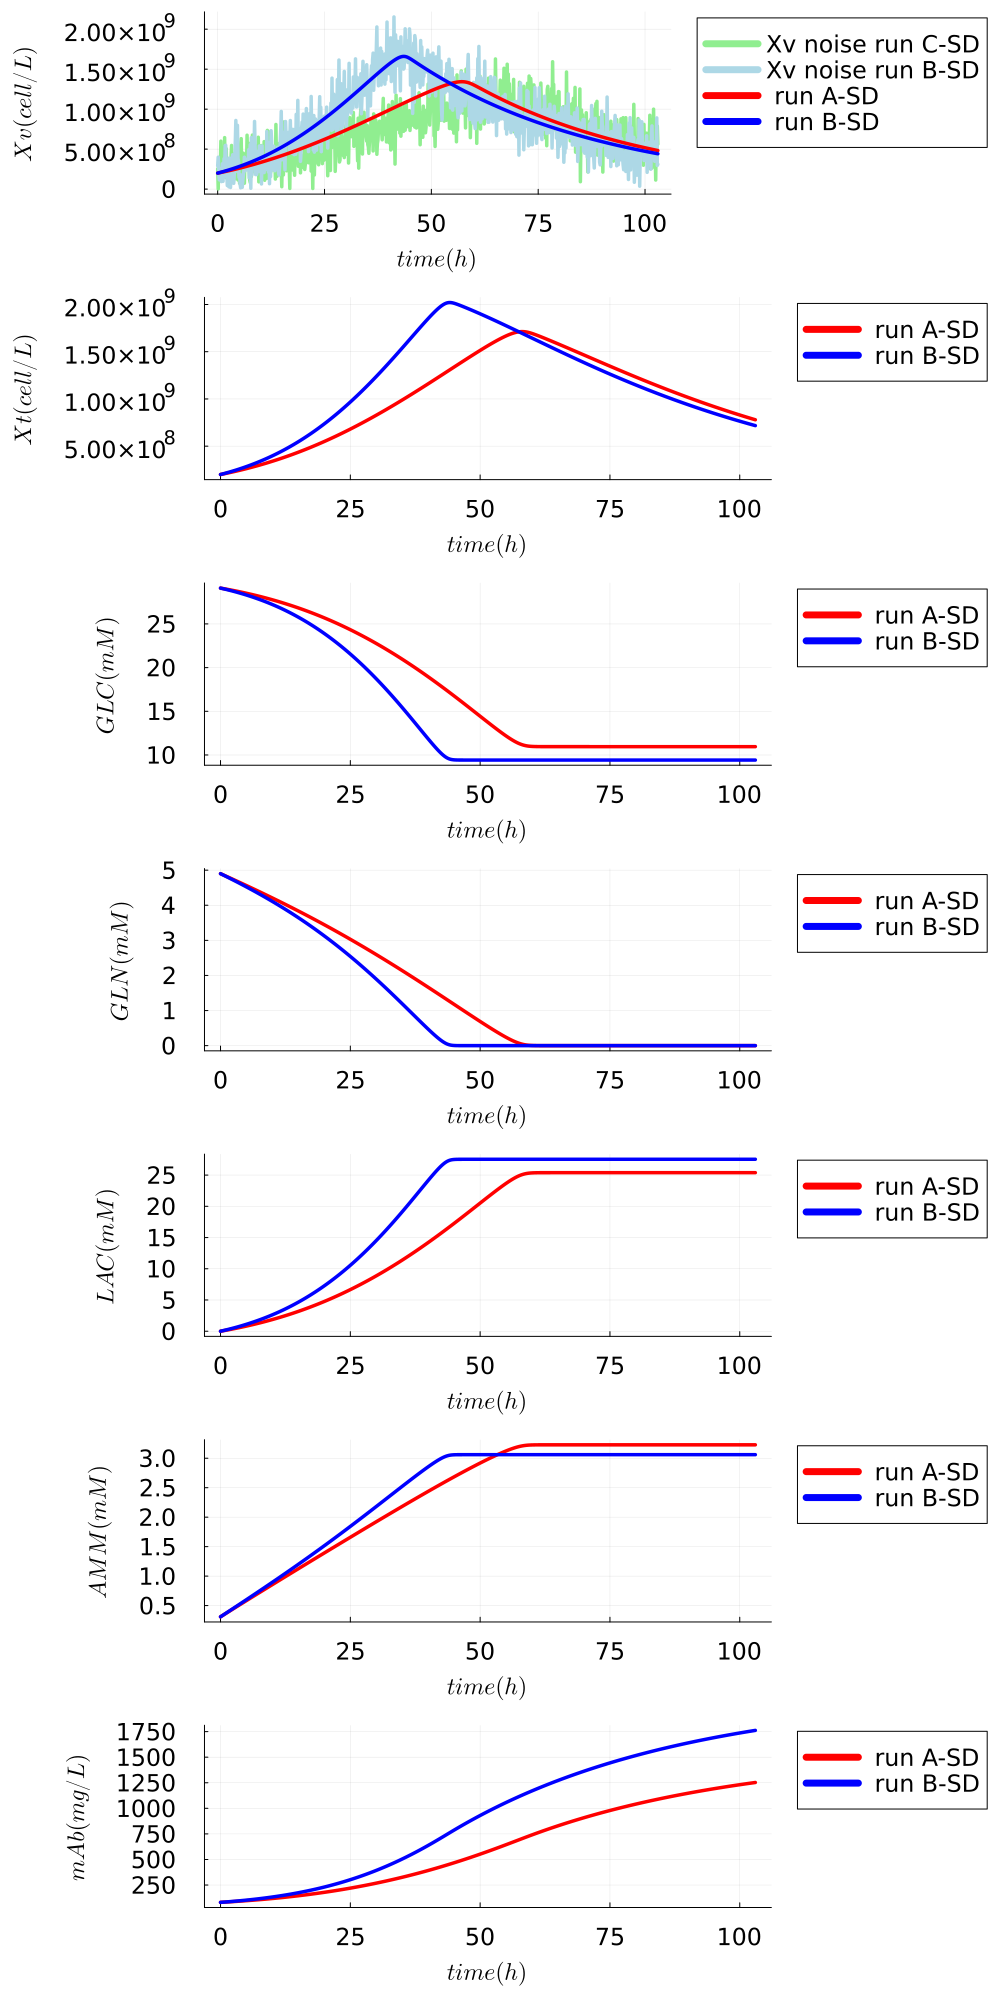 Xv(cell/L)
2.00×10⁹
1.50×10⁹
1.00×10⁹
5.00×10⁸
0
0 25 50 75 100
time(h)
Xv noise run C-SD
Xv noise run B-SD
run A-SD
run B-SD
Xt(cell/L)
2.00×10⁹
1.50×10⁹
1.00×10⁹
5.00×10⁸
0 25 50 75 100
time(h)
run A-SD
run B-SD
GLC(mM)
25
20
15
10
0 25 50 75 100
time(h)
run A-SD
run B-SD
GLN(mM)
5
4
3
2
1
0
0 25 50 75 100
time(h)
run A-SD
run B-SD
LAC(mM)
25
20
15
10
5
0
0 25 50 75 100
time(h)
run A-SD
run B-SD
AMM(mM)
3.0
2.5
2.0
1.5
1.0
0.5
0 25 50 75 100
time(h)
run A-SD
run B-SD
mAb(mg/L)
1750
1500
1250
1000
750
500
250
0 25 50 75 100
time(h)
run A-SD
run B-SD